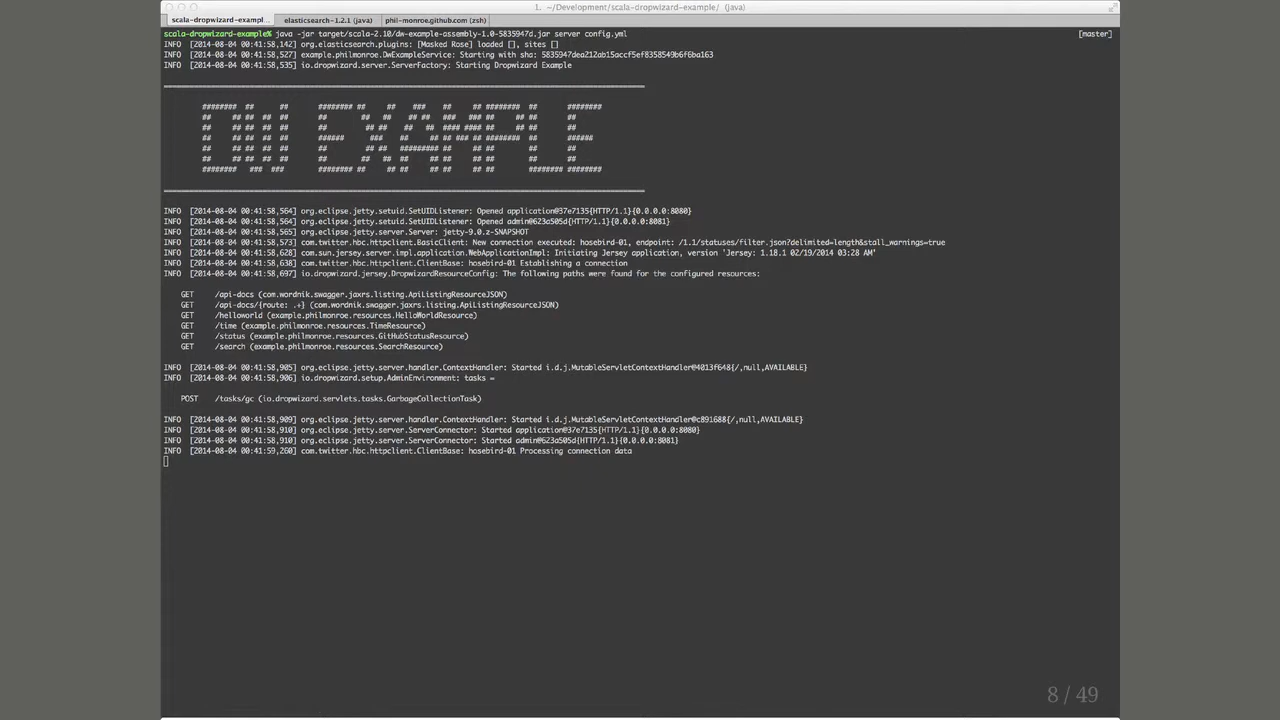 1. ~/Development/scala-dropwizard-example/ (java)
scala-dropwizard-exampl... elasticsearch-1.2.1 (java) phil-monroe.github.com (zsh)
scala-dropwizard-example% java -jar target/scala-2.10/dw-example-assembly-1.0-5835947d.jar server config.yml [master]
INFO [2014-08-04 00:41:58,142] org.elasticsearch.plugins: [Masked Rose] loaded [], sites []
INFO [2014-08-04 00:41:58,527] example.philmonroe.DwExampleService: Starting with sha: 5835947dea21ab15accf5ef8358549b6f6ba163
INFO [2014-08-04 00:41:58,535] io.dropwizard.server.ServerFactory: Starting Dropwizard Example
DW EXAMPLE
INFO [2014-08-04 00:41:58,564] org.eclipse.jetty.setuid.SetUIDListener: Opened application@37e7135{HTTP/1.1}{0.0.0.0:8080}
INFO [2014-08-04 00:41:58,564] org.eclipse.jetty.setuid.SetUIDListener: Opened admin@623a505d{HTTP/1.1}{0.0.0.0:8081}
INFO [2014-08-04 00:41:58,565] org.eclipse.jetty.server.Server: jetty-9.0.z-SNAPSHOT
INFO [2014-08-04 00:41:58,573] com.twitter.hbc.httpclient.BasicClient: New connection executed: hosebird-01, endpoint: /1.1/statuses/filter.json?delimited=length&stall_warnings=true
INFO [2014-08-04 00:41:58,628] com.sun.jersey.server.impl.application.WebApplicationImpl: Initiating Jersey application, version 'Jersey: 1.18.1 02/19/2014 03:28 AM'
INFO [2014-08-04 00:41:58,638] com.twitter.hbc.httpclient.ClientBase: hosebird-01 Establishing a connection
INFO [2014-08-04 00:41:58,697] io.dropwizard.jersey.DropwizardResourceConfig: The following paths were found for the configured resources:
GET /api-docs (com.wordnik.swagger.jaxrs.listing.ApiListingResourceJSON)
GET /api-docs/{route: .+} (com.wordnik.swagger.jaxrs.listing.ApiListingResourceJSON)
GET /helloworld (example.philmonroe.resources.HelloWorldResource)
GET /time (example.philmonroe.resources.TimeResource)
GET /status (example.philmonroe.resources.GitHubStatusResource)
GET /search (example.philmonroe.resources.SearchResource)
INFO [2014-08-04 00:41:58,905] org.eclipse.jetty.server.handler.ContextHandler: Started i.d.j.MutableServletContextHandler@4013f648{/,null,AVAILABLE}
INFO [2014-08-04 00:41:58,906] io.dropwizard.setup.AdminEnvironment: tasks =
POST /tasks/gc (io.dropwizard.servlets.tasks.GarbageCollectionTask)
INFO [2014-08-04 00:41:58,909] org.eclipse.jetty.server.handler.ContextHandler: Started i.d.j.MutableServletContextHandler@c891688{/,null,AVAILABLE}
INFO [2014-08-04 00:41:58,910] org.eclipse.jetty.server.ServerConnector: Started application@37e7135{HTTP/1.1}{0.0.0.0:8080}
INFO [2014-08-04 00:41:58,910] org.eclipse.jetty.server.ServerConnector: Started admin@623a505d{HTTP/1.1}{0.0.0.0:8081}
INFO [2014-08-04 00:41:59,260] com.twitter.hbc.httpclient.ClientBase: hosebird-01 Processing connection data
8 / 49